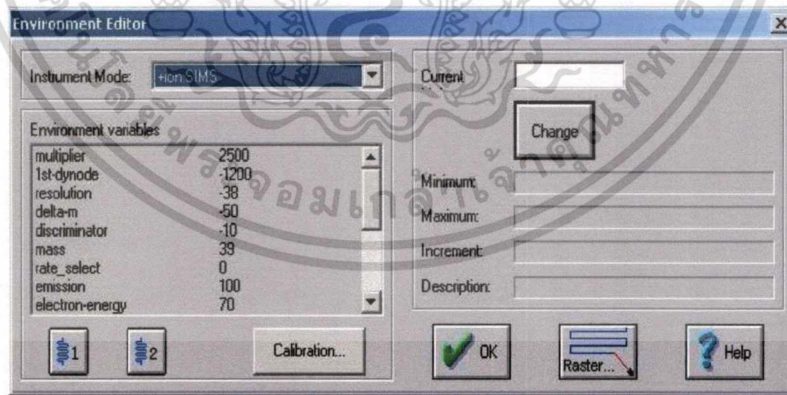 Environment Editor
Instument Mode: +ion SIMS
Current
Change
Environment variables
multiplier 2500
1st-dynode -1200
resolution -38
delta-m -50
discriminator -10
mass 39
rate_select 0
emission 100
electron-energy 70
Minimum:
Maximum:
Increment:
Description:
1
2
Calibration...
OK
Raster...
Help